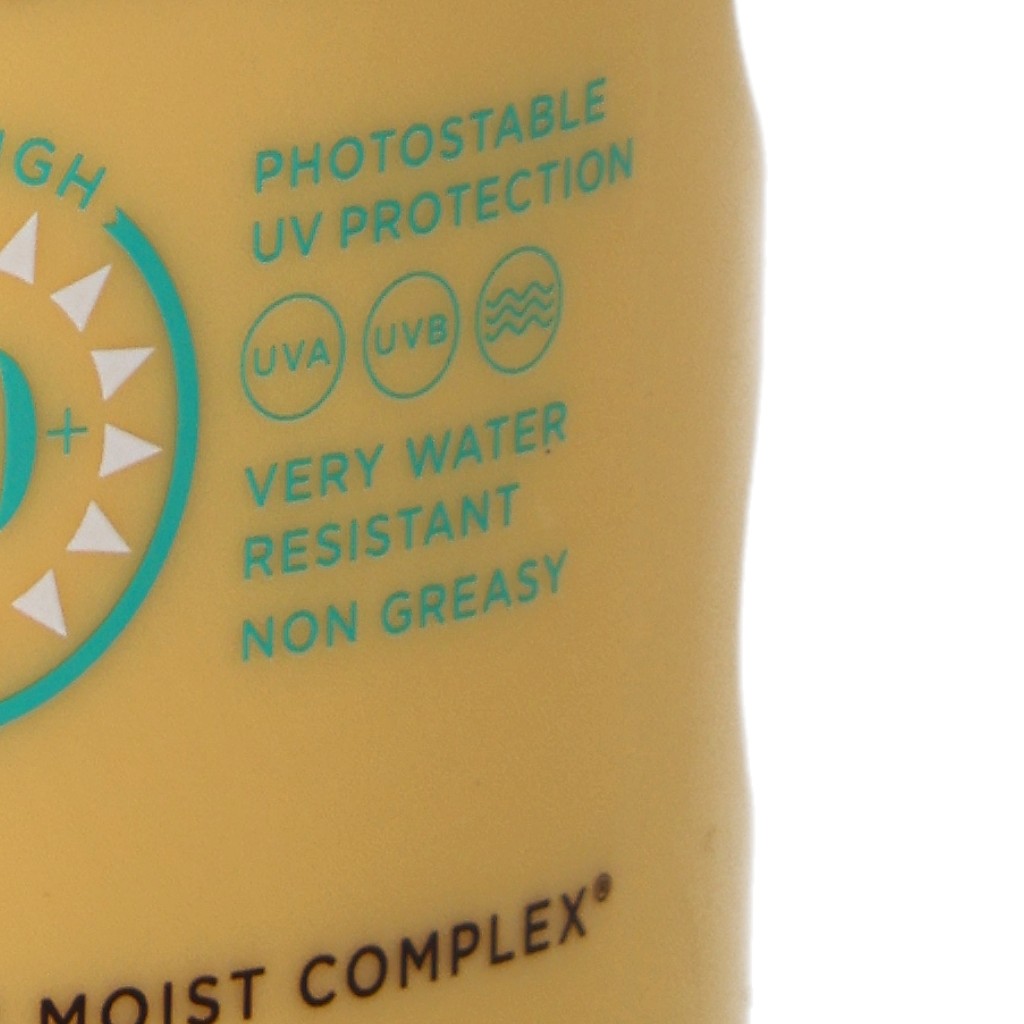 PHOTOSTABLE
UV PROTECTION
UVA UVB
VERY WATER
RESISTANT
NON GREASY
MOIST COMPLEX®